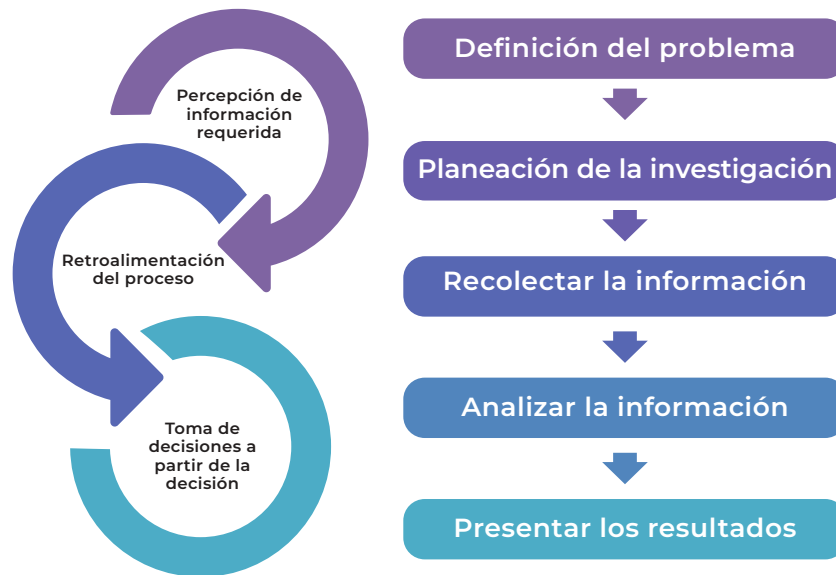 Percepción de
información
requerida
Retroalimentación
del proceso
Toma de
decisiones a
partir de la
decisión
Definición del problema
Planeación de la investigación
Recolectar la información
Analizar la información
Presentar los resultados